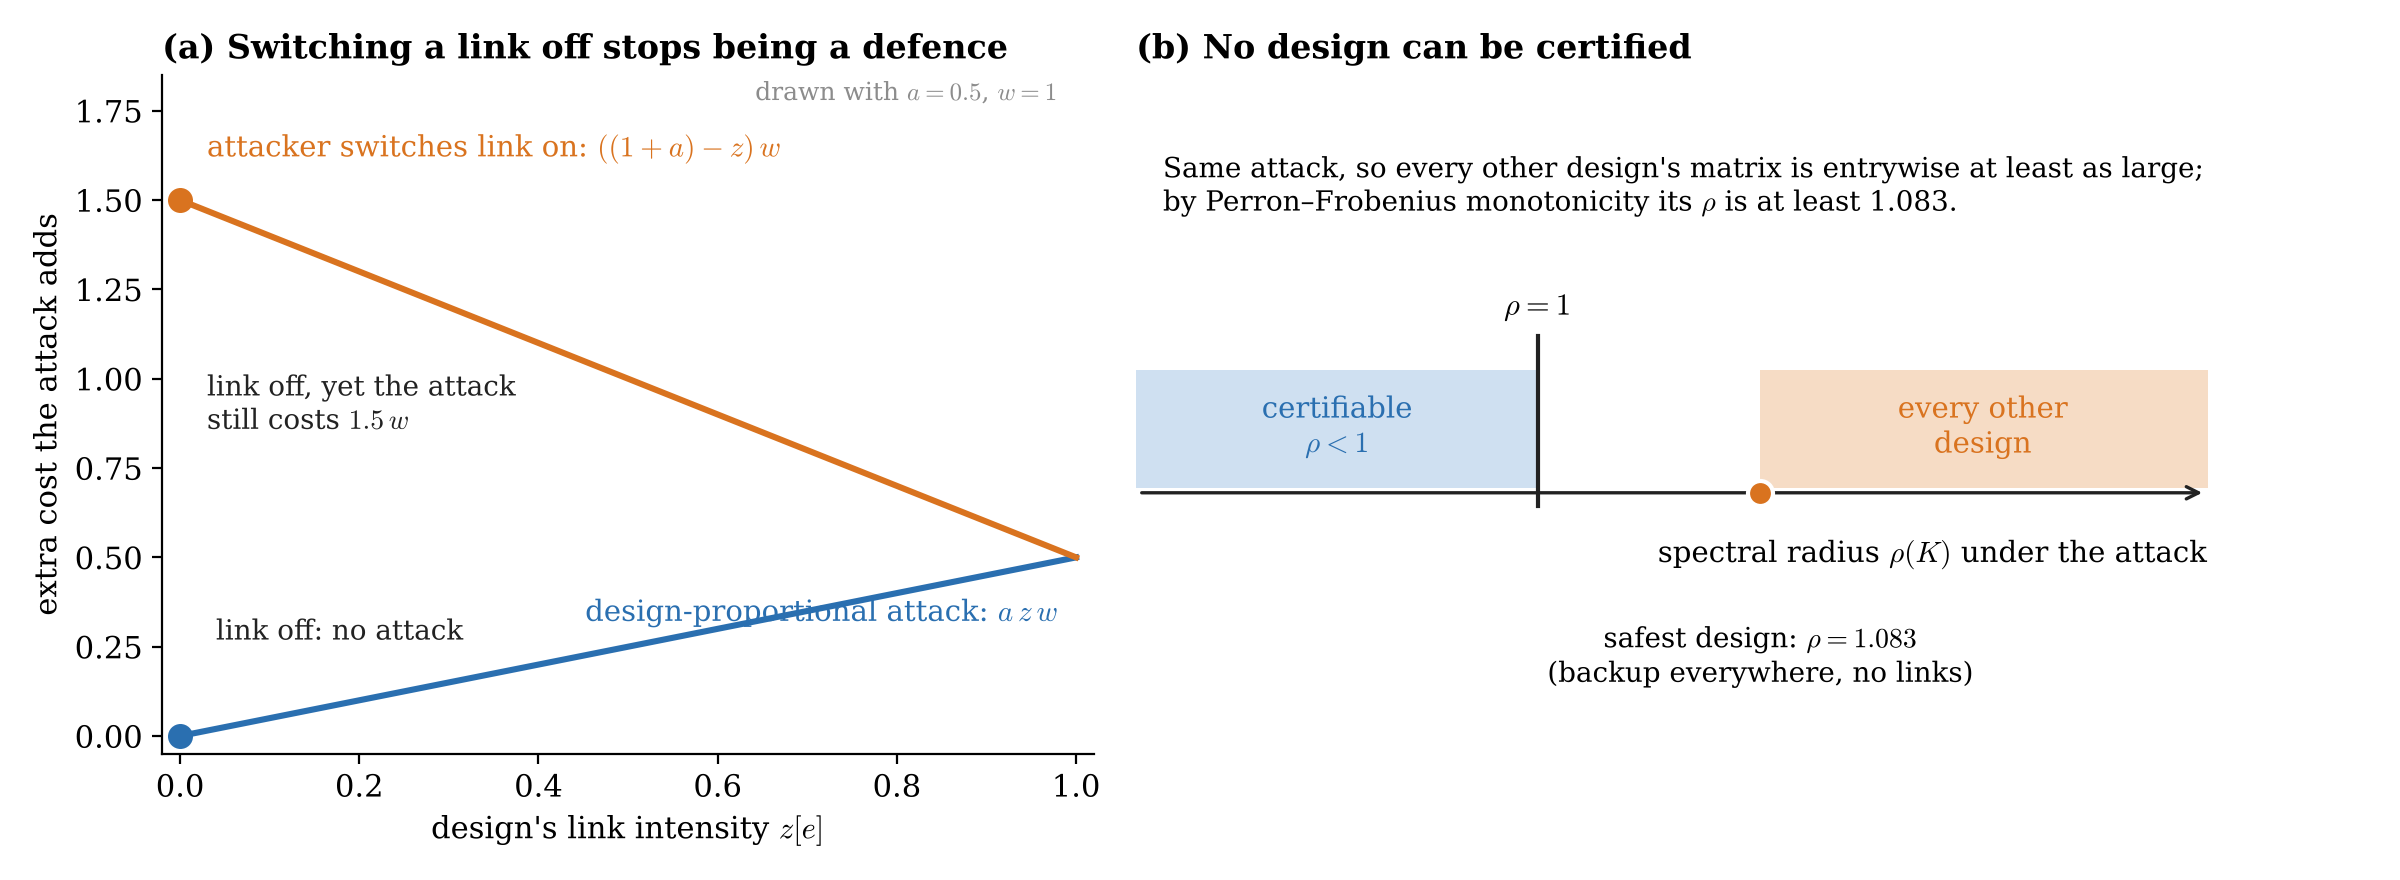 (a) Switching a link off stops being a defence
drawn with a = 0.5, w = 1
attacker switches link on: ((1 + a) − z) w
link off, yet the attack
still costs 1.5 w
design-proportional attack: a z w
link off: no attack
extra cost the attack adds
1.75
1.50
1.25
1.00
0.75
0.50
0.25
0.00
0.0 0.2 0.4 0.6 0.8 1.0
design's link intensity z[e]
(b) No design can be certified
Same attack, so every other design's matrix is entrywise at least as large;
by Perron–Frobenius monotonicity its ρ is at least 1.083.
ρ = 1
certifiable
ρ < 1
every other
design
spectral radius ρ(K) under the attack
safest design: ρ = 1.083
(backup everywhere, no links)